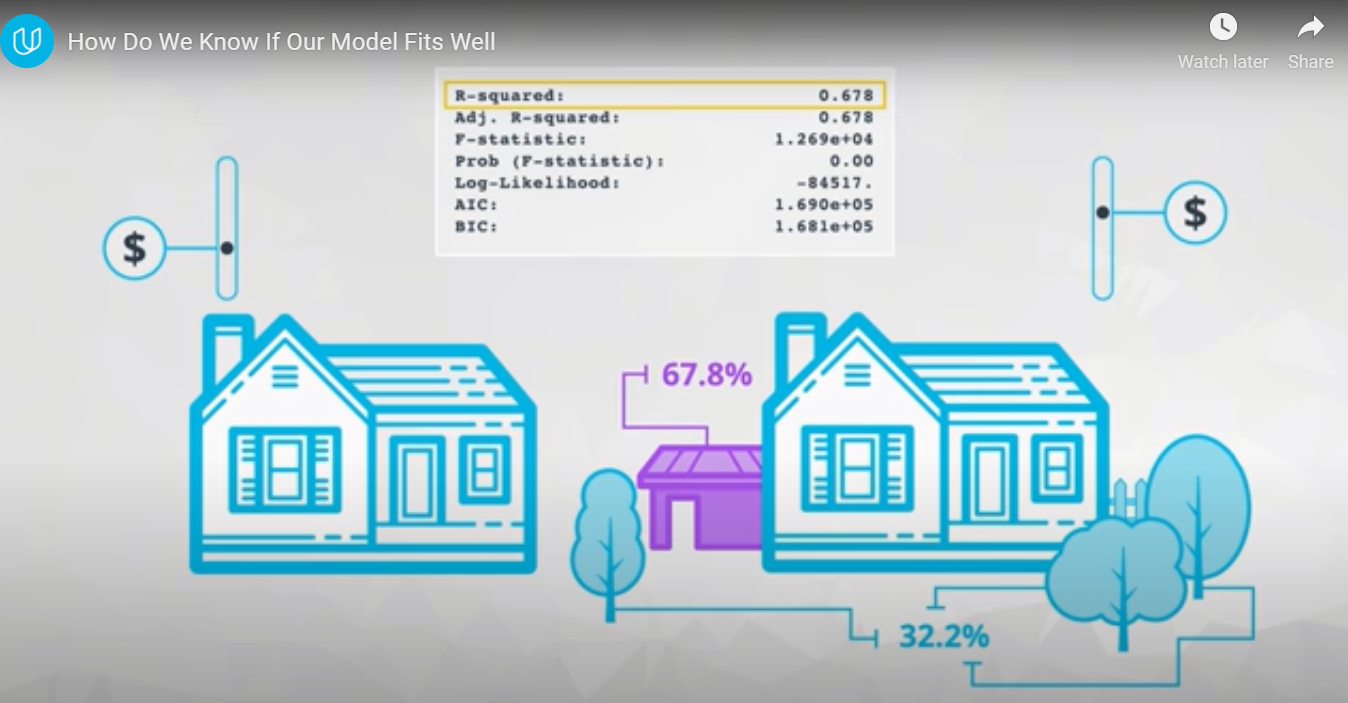 How Do We Know If Our Model Fits Well
Watch later
Share
R-squared: 0.678
Adj. R-squared: 0.678
F-statistic: 1.269e+04
Prob (F-statistic): 0.00
Log-Likelihood: -84517.
AIC: 1.690e+05
BIC: 1.681e+05
$
$
67.8%
32.2%